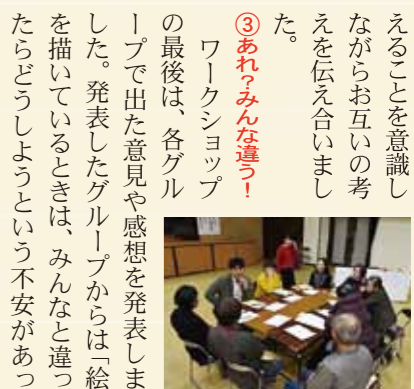 えることを意識し
ながらお互いの考
えを伝え合いまし
た。
③あれ？みんな違う！
ワークショップ
の最後は、各グル
ープで出た意見や感想を発表しま
した。発表したグループからは「絵
を描いているときは、みんなと違っ
たらどうしようという不安があっ